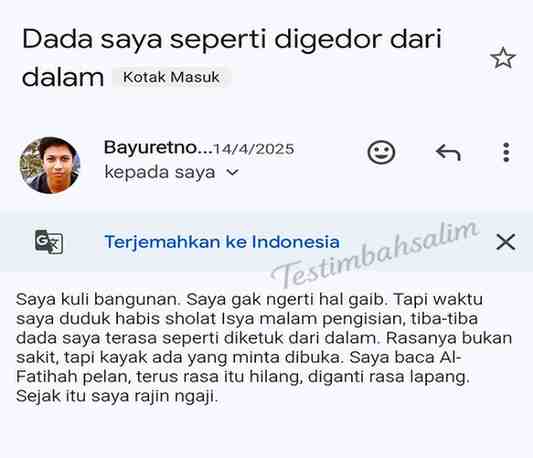 Dada saya seperti digedor dari
dalam Kotak Masuk
Bayuretno...14/4/2025
kepada saya
Terjemahkan ke Indonesia
Testimbahsalim
Saya kuli bangunan. Saya gak ngerti hal gaib. Tapi waktu
saya duduk habis sholat Isya malam pengisian, tiba-tiba
dada saya terasa seperti diketuk dari dalam. Rasanya bukan
sakit, tapi kayak ada yang minta dibuka. Saya baca Al-
Fatihah pelan, terus rasa itu hilang, diganti rasa lapang.
Sejak itu saya rajin ngaji.